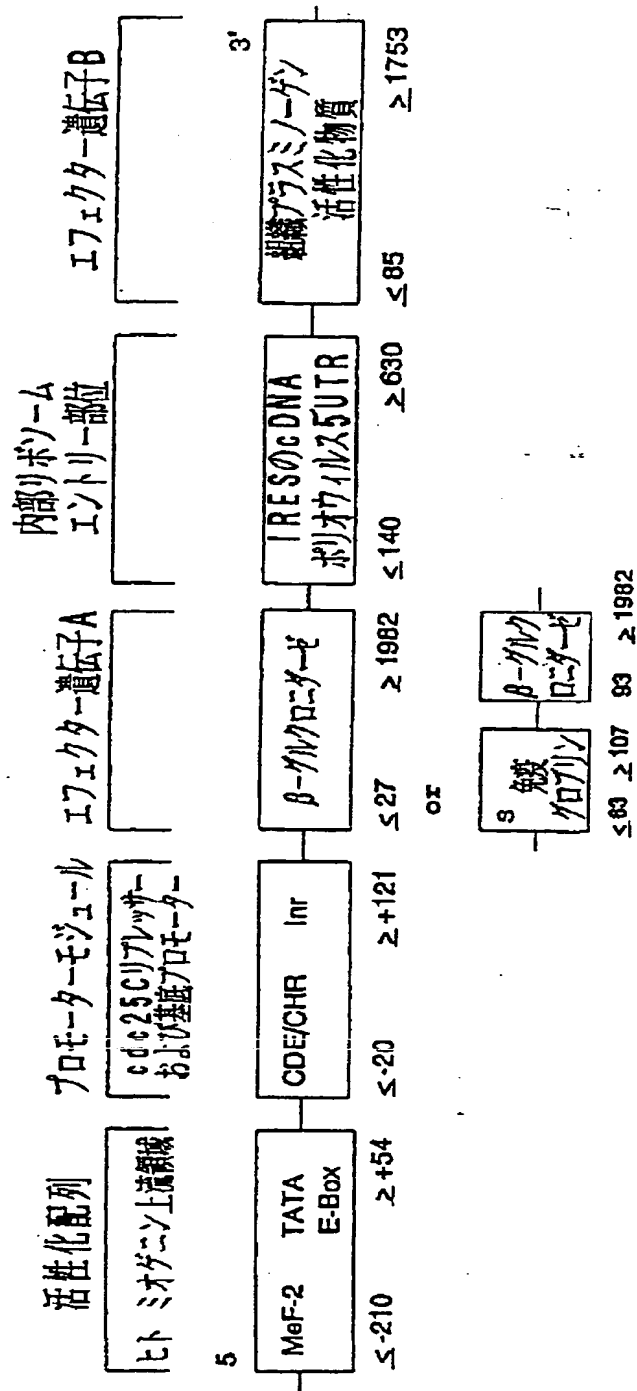 活性化配列
ヒト ミオゲニン上流領域
プロモーターモジュール
cdc25Cリプレッサー
および基底プロモーター
エフェクター遺伝子A
内部リボソーム
エントリー部位
エフェクター遺伝子B
5
3'
MeF-2 TATA
E-Box
CDE/CHR Inr
β-グルクロニダーゼ
IRESのcDNA
ポリオウィルス5UTR
組織プラスミノーゲン
活性化物質
≤-210 ≥+54
≤-20 ≥+121
≤27 ≥1982
≤140 ≥630
≤85 ≥1753
or
S 免疫
グロブリン
β-グルク
ロニダーゼ
≤63 ≥107 93 ≥1982